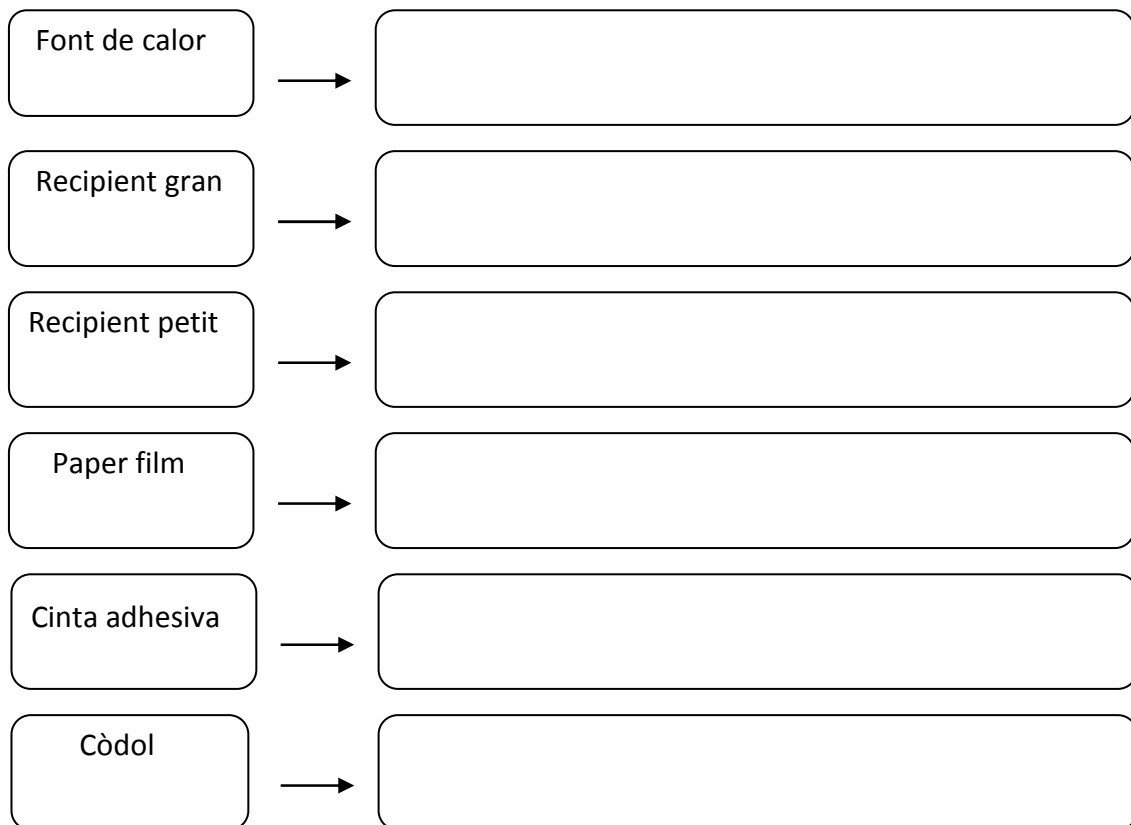 Font de calor
Recipient gran
Recipient petit
Paper film
Cinta adhesiva
Còdol